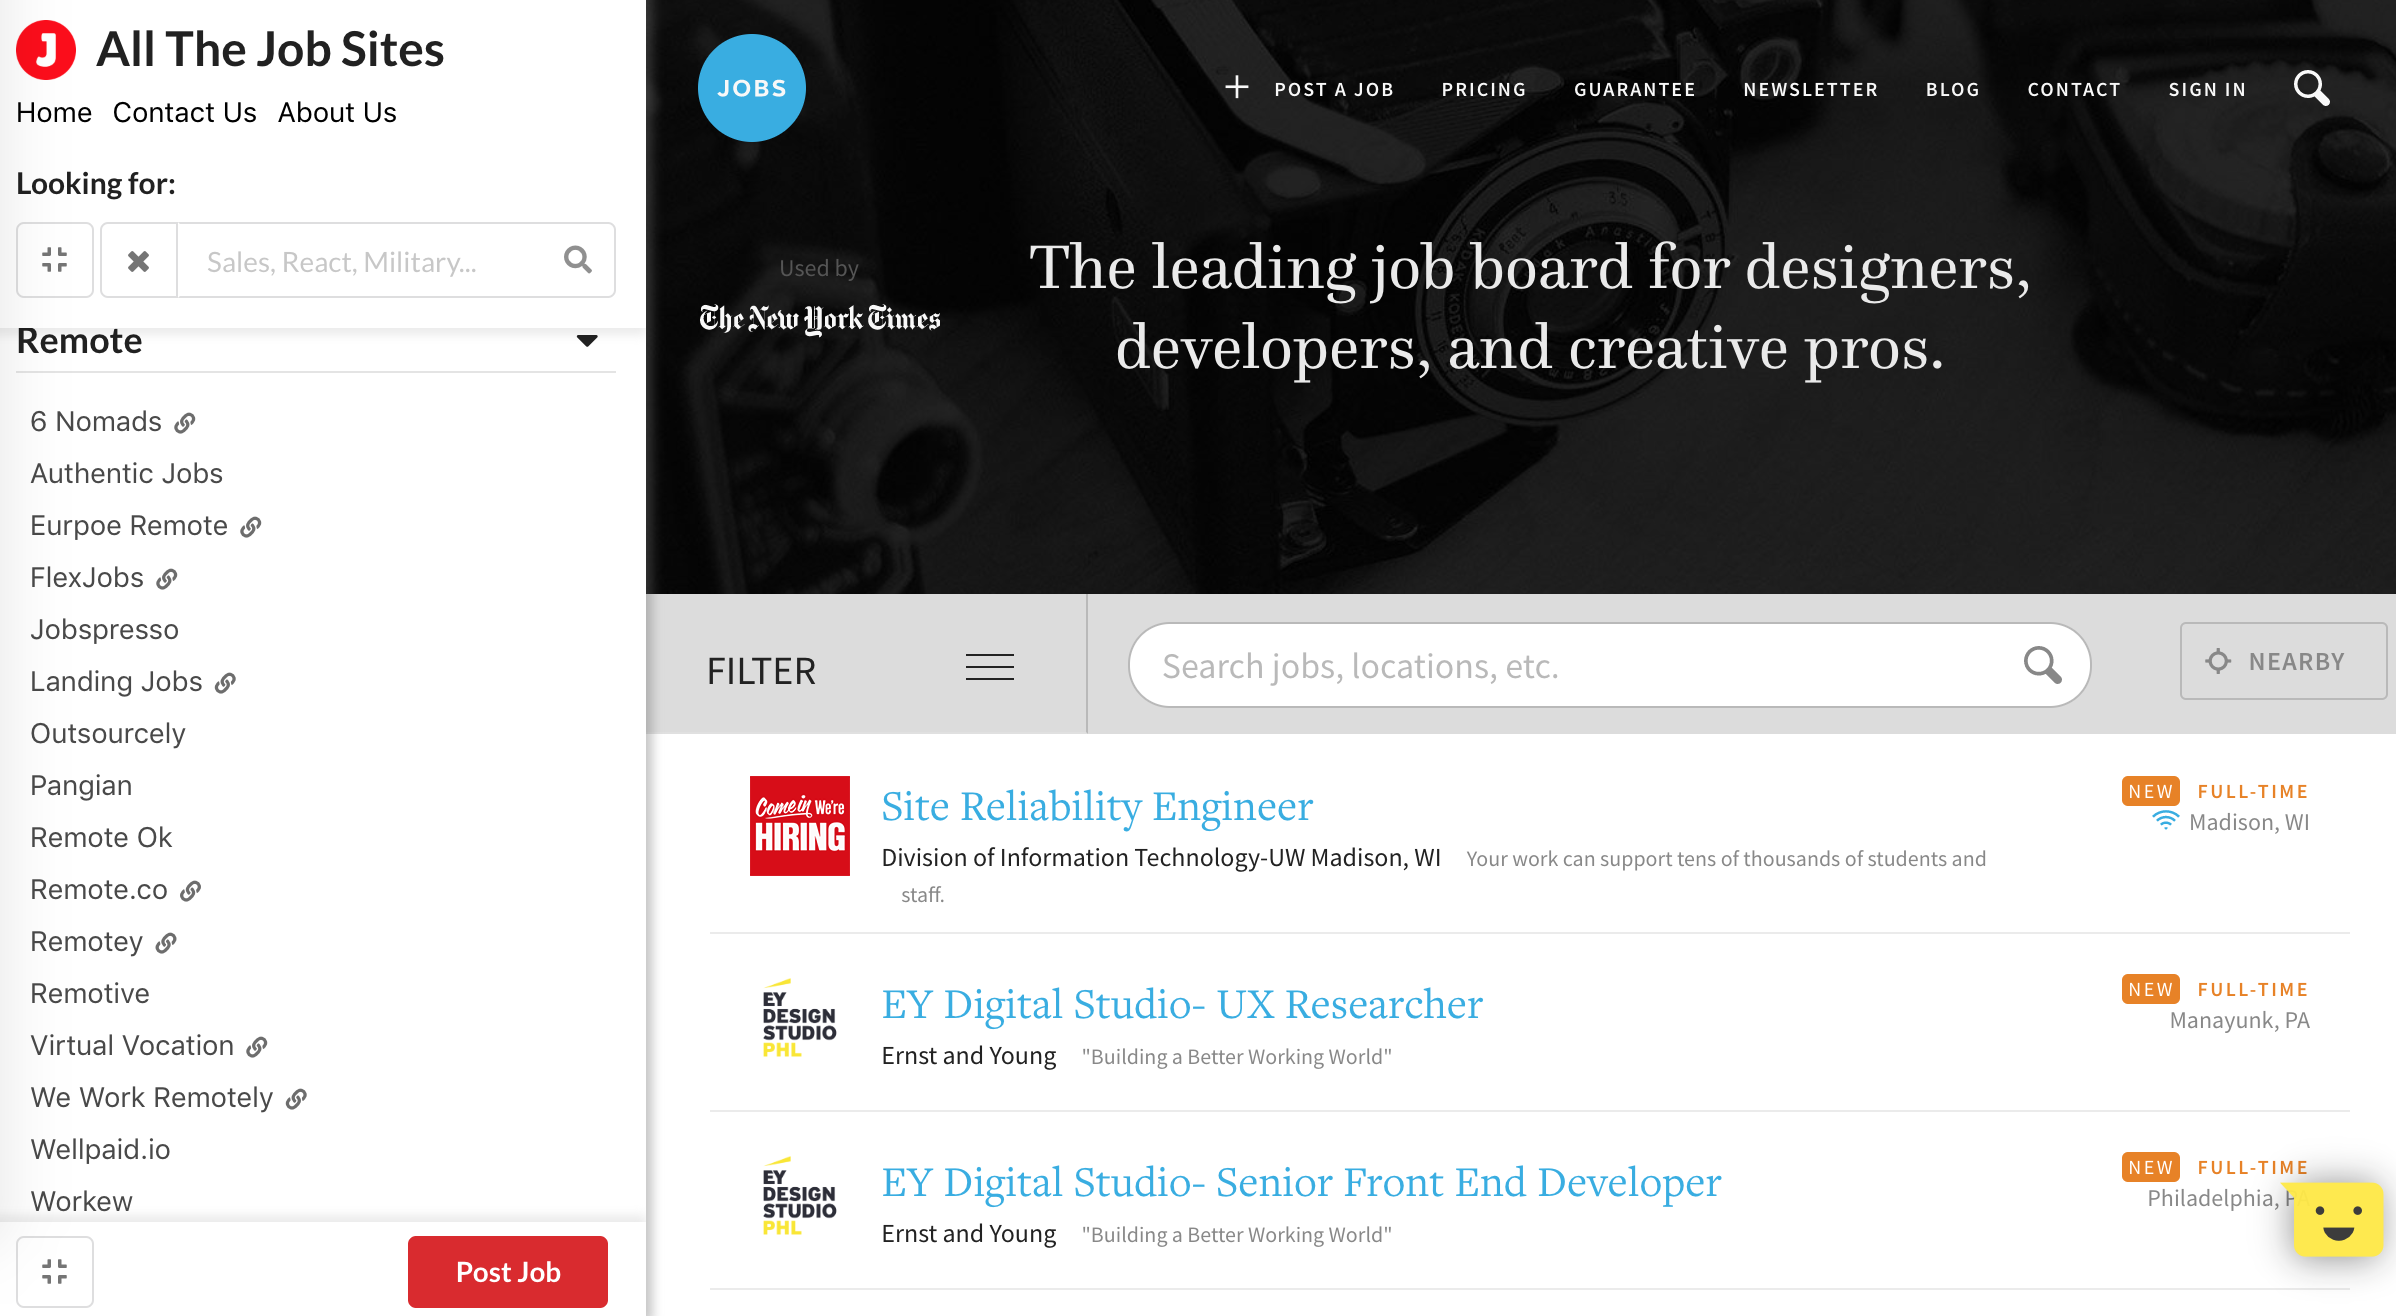 J All The Job Sites
Home Contact Us About Us
Looking for:
Sales, React, Military...
Remote
6 Nomads
Authentic Jobs
Eurpoe Remote
FlexJobs
Jobspresso
Landing Jobs
Outsourcely
Pangian
Remote Ok
Remote.co
Remotey
Remotive
Virtual Vocation
We Work Remotely
Wellpaid.io
Workew
Post Job
JOBS
POST A JOB PRICING GUARANTEE NEWSLETTER BLOG CONTACT SIGN IN
Used by
The New York Times
The leading job board for designers,
developers, and creative pros.
FILTER
Search jobs, locations, etc.
NEARBY
Come in We're
HIRING
Site Reliability Engineer
Division of Information Technology-UW Madison, WI Your work can support tens of thousands of students and
staff.
NEW FULL-TIME
Madison, WI
EY
DESIGN
STUDIO
PHL
EY Digital Studio- UX Researcher
Ernst and Young "Building a Better Working World"
NEW FULL-TIME
Manayunk, PA
EY
DESIGN
STUDIO
PHL
EY Digital Studio- Senior Front End Developer
Ernst and Young "Building a Better Working World"
NEW FULL-TIME
Philadelphia, PA